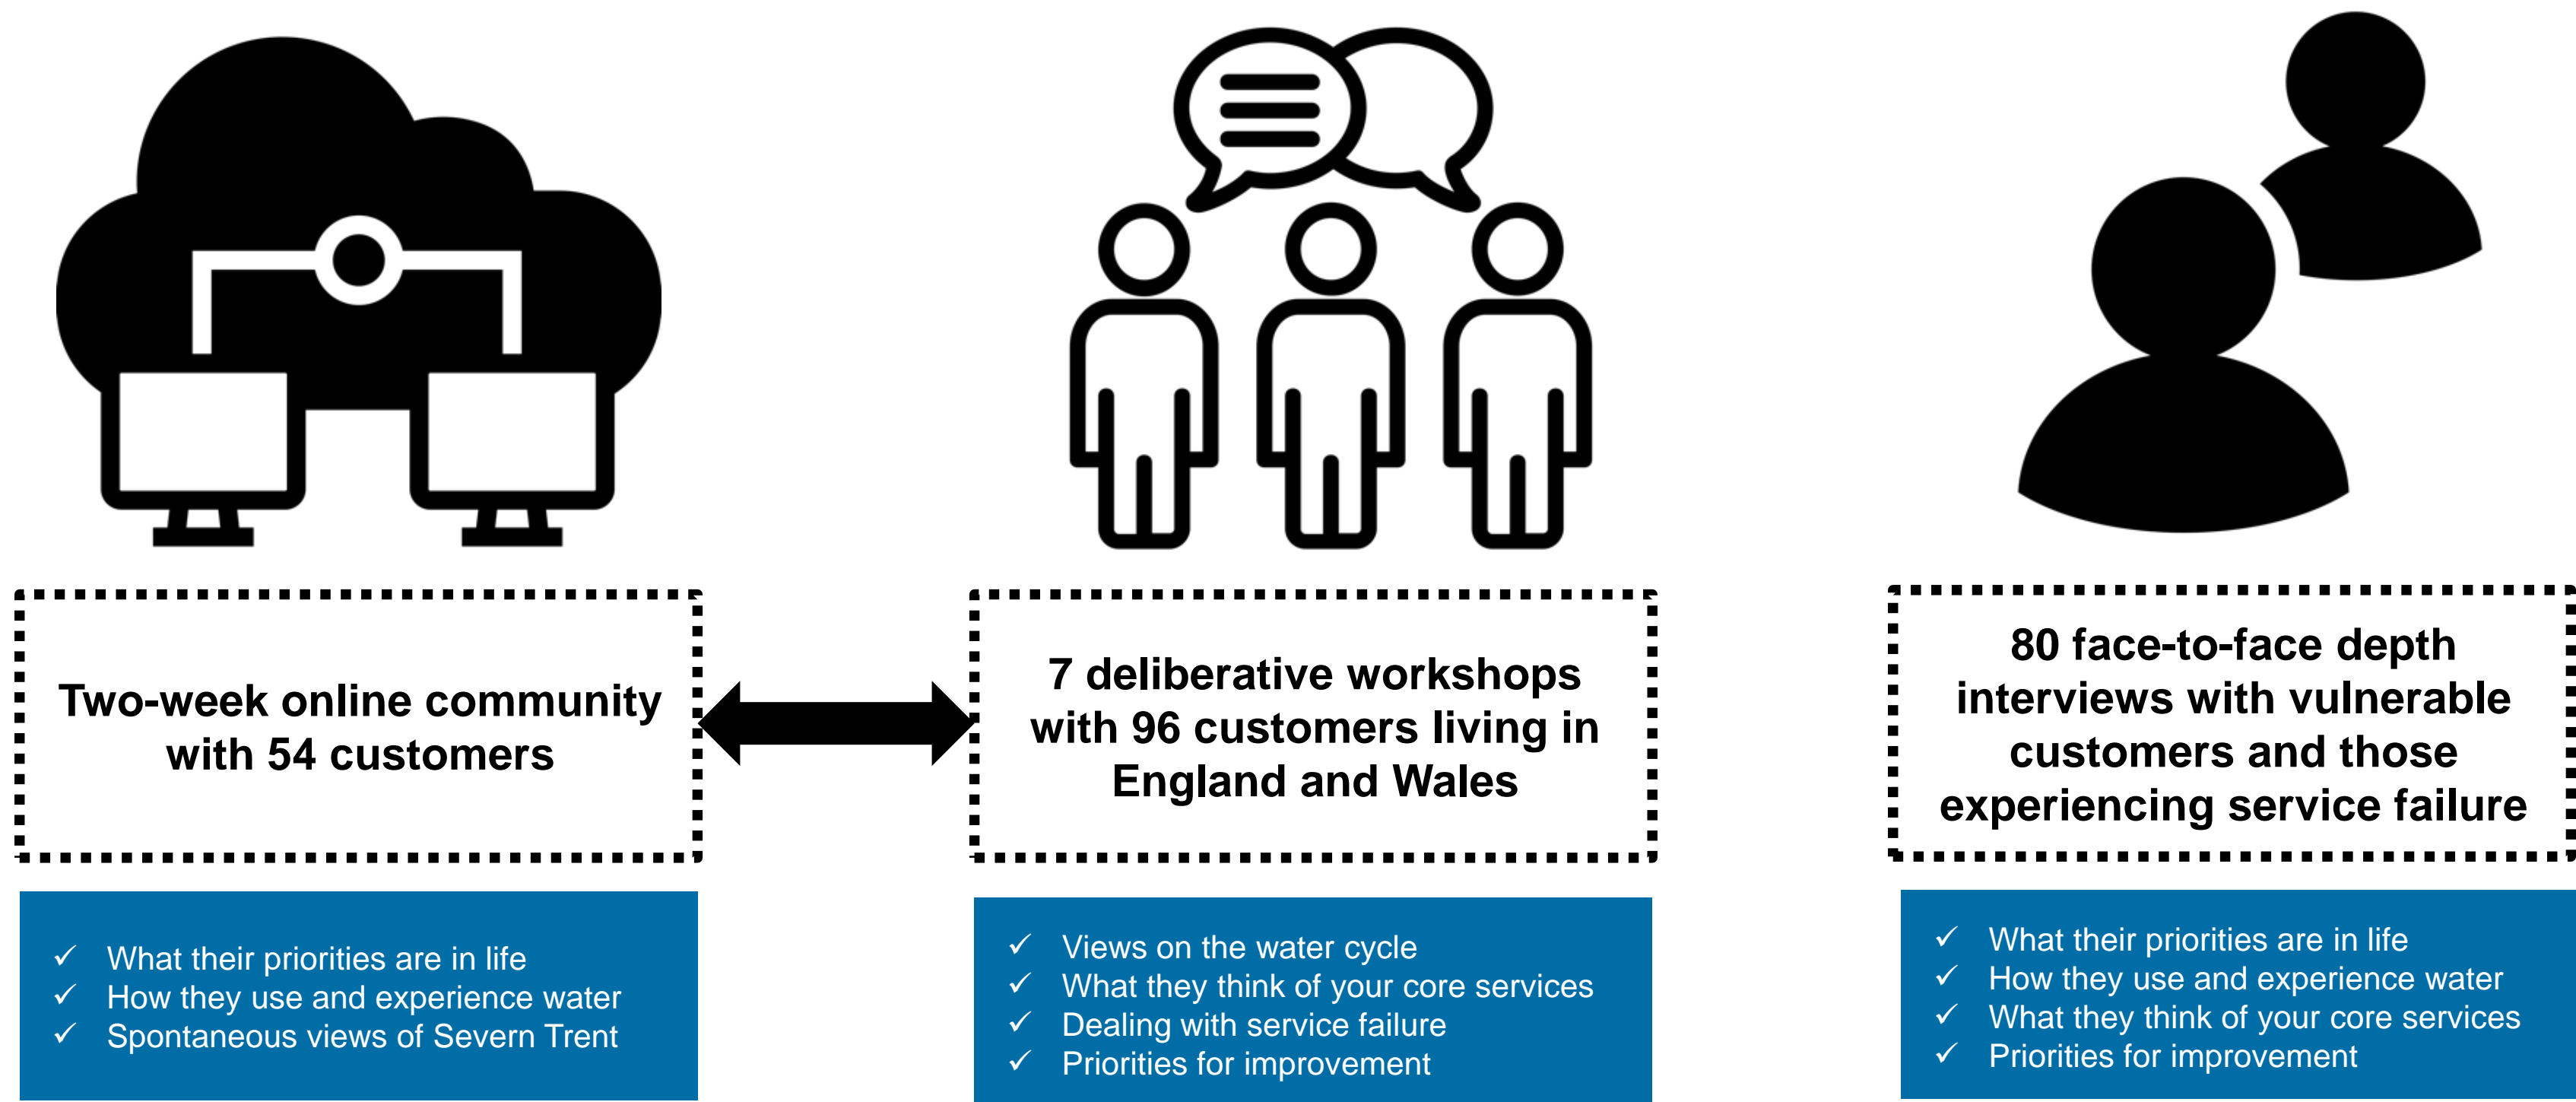 Two-week online community
with 54 customers
7 deliberative workshops
with 96 customers living in
England and Wales
80 face-to-face depth
interviews with vulnerable
customers and those
experiencing service failure
✓ What their priorities are in life
✓ How they use and experience water
✓ Spontaneous views of Severn Trent
✓ Views on the water cycle
✓ What they think of your core services
✓ Dealing with service failure
✓ Priorities for improvement
✓ What their priorities are in life
✓ How they use and experience water
✓ What they think of your core services
✓ Priorities for improvement